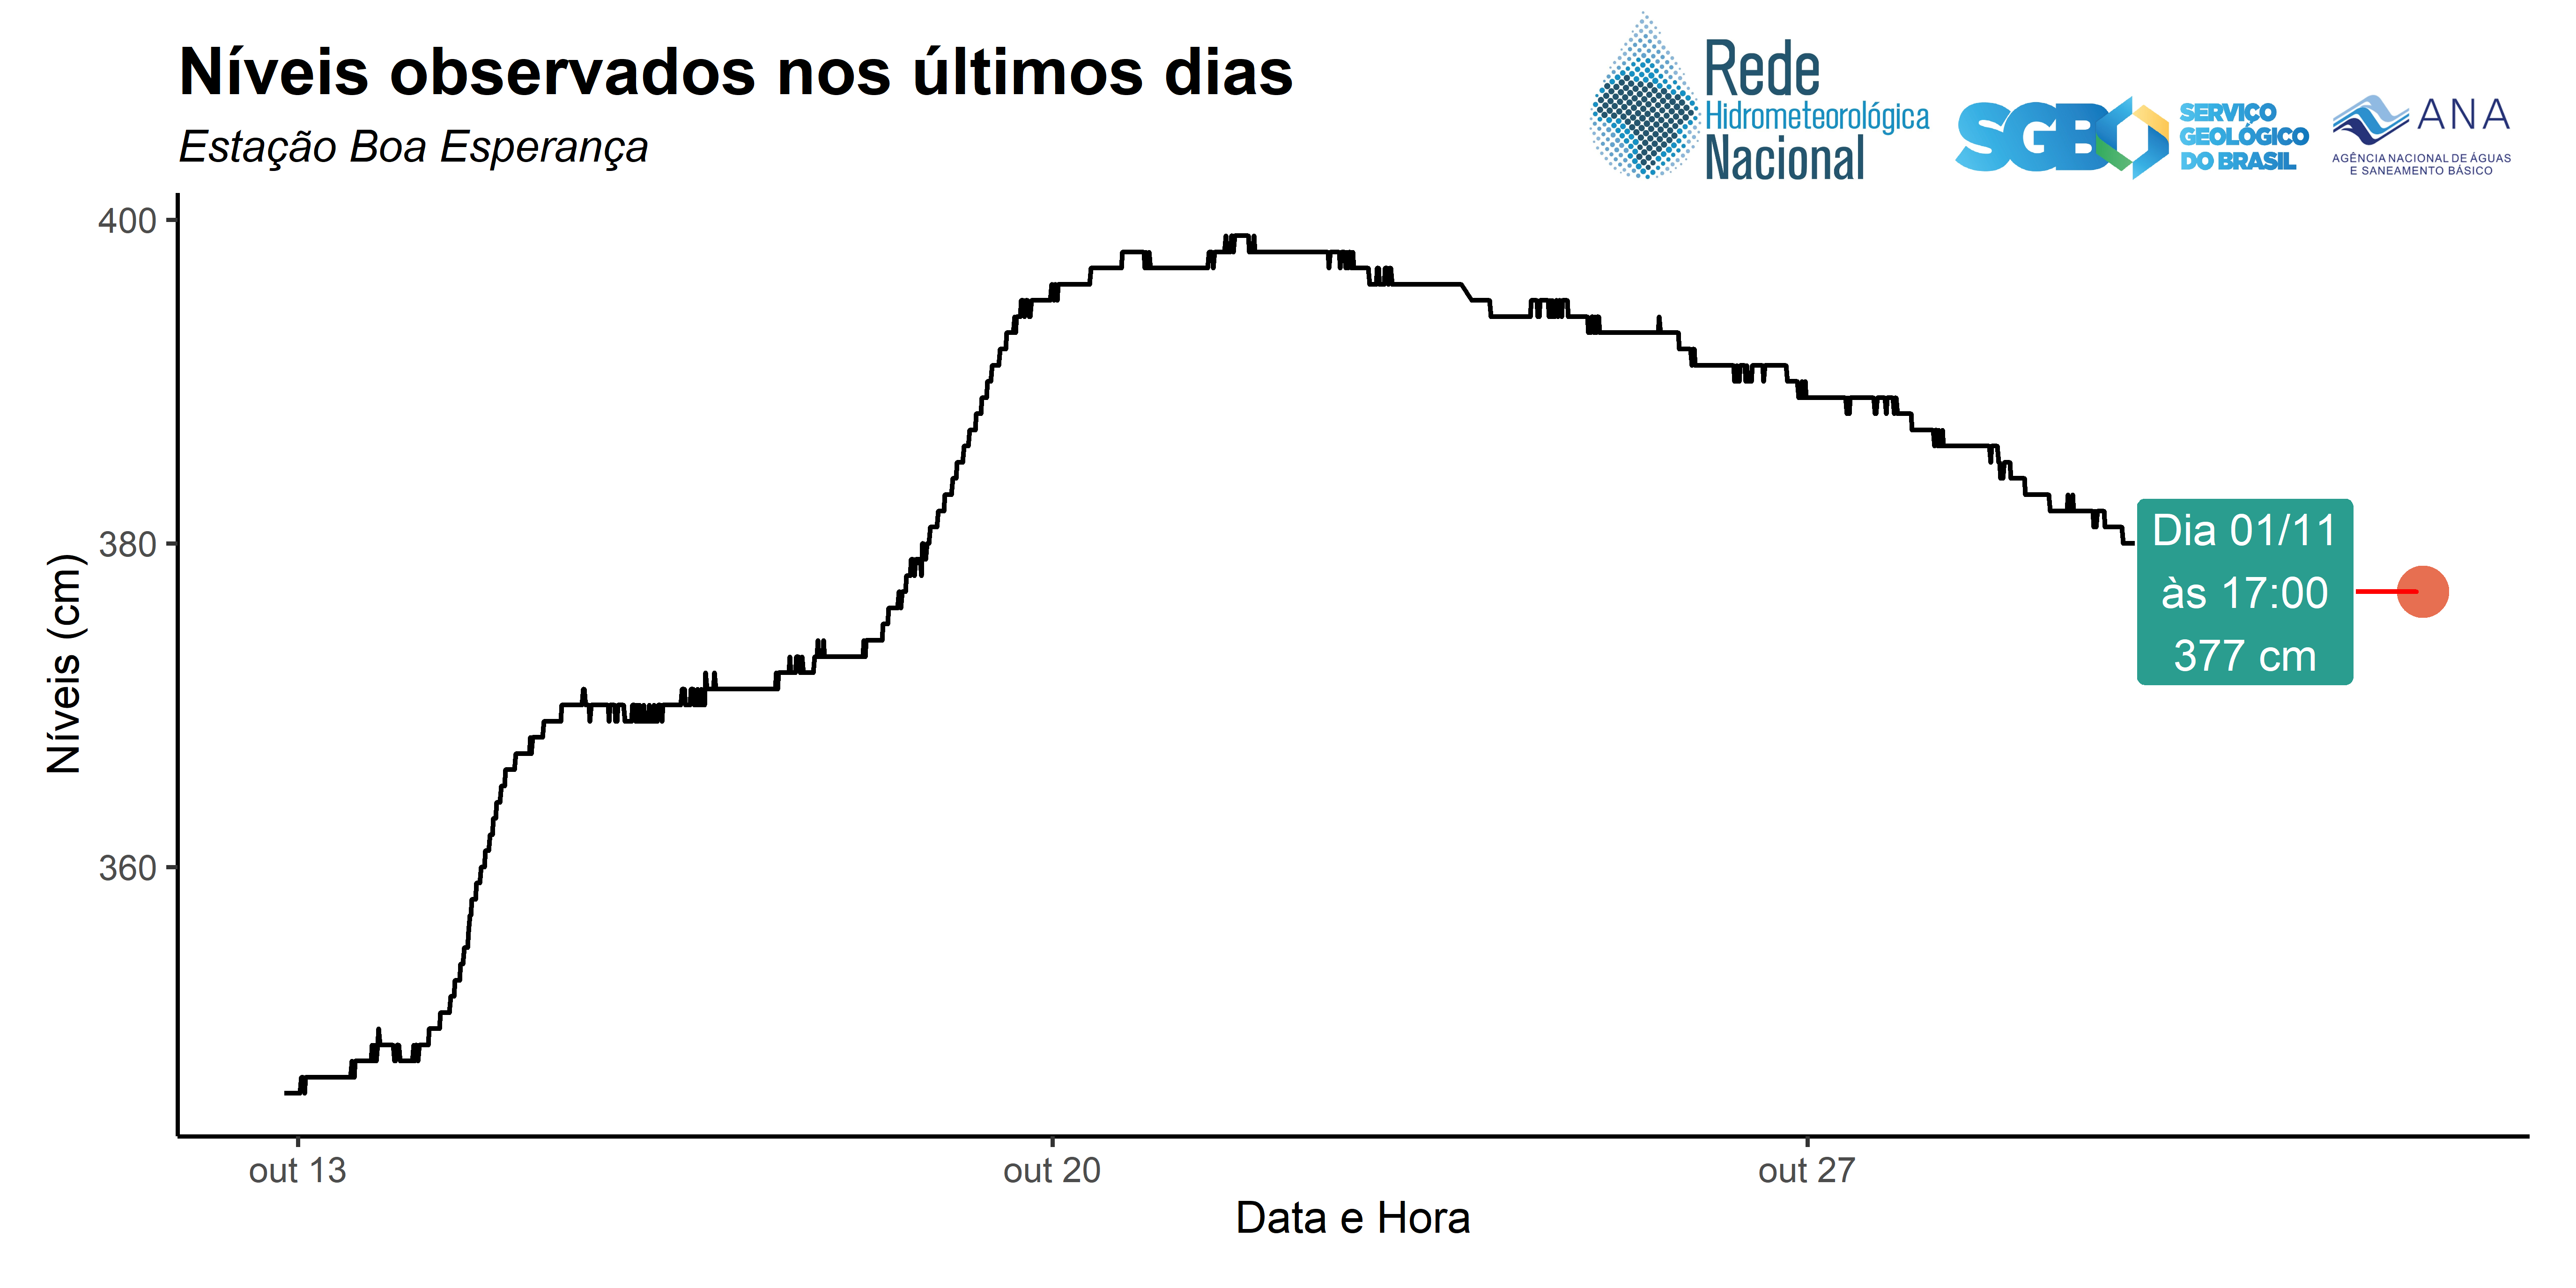 Níveis observados nos últimos dias
Estação Boa Esperança
Rede
Hidrometeorológica
Nacional
SGB
SERVIÇO
GEOLÓGICO
DO BRASIL
ANA
AGÊNCIA NACIONAL DE ÁGUAS
E SANEAMENTO BÁSICO
Níveis (cm)
400
380
360
Dia 01/11
às 17:00
377 cm
out 13
out 20
out 27
Data e Hora